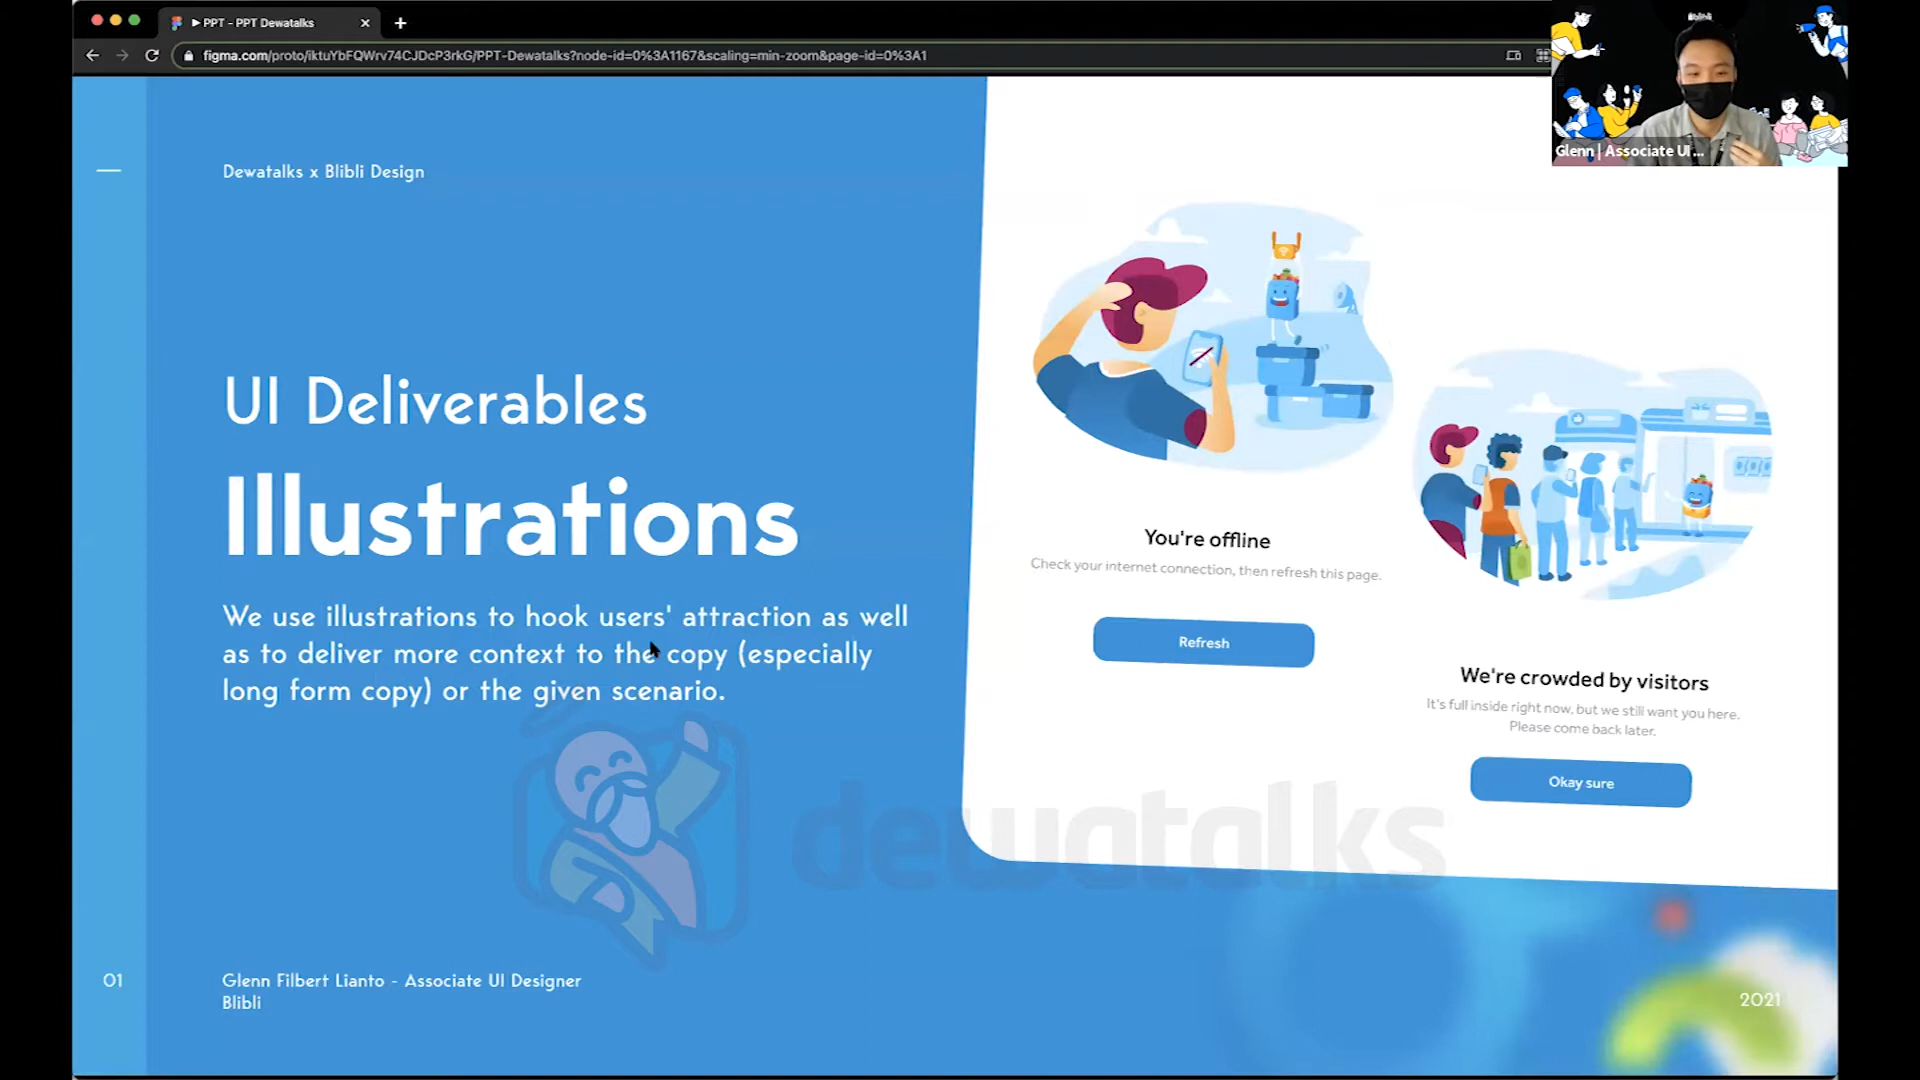 PPT - PPT Dewatalks
figma.com/proto/iktuYbFQWrv74CJDcP3rkG/PPT-Dewatalks?node-id=0%3A1167&scaling=min-zoom&page-id=0%3A1
Blibli
Glenn | Associate UI ...
Dewatalks x Blibli Design
UI Deliverables
Illustrations
We use illustrations to hook users' attraction as well
as to deliver more context to the copy (especially
long form copy) or the given scenario.
You're offline
Check your internet connection, then refresh this page.
Refresh
We're crowded by visitors
It's full inside right now, but we still want you here.
Please come back later.
Okay sure
dewatalks
01
Glenn Filbert Lianto - Associate UI Designer
Blibli
2021